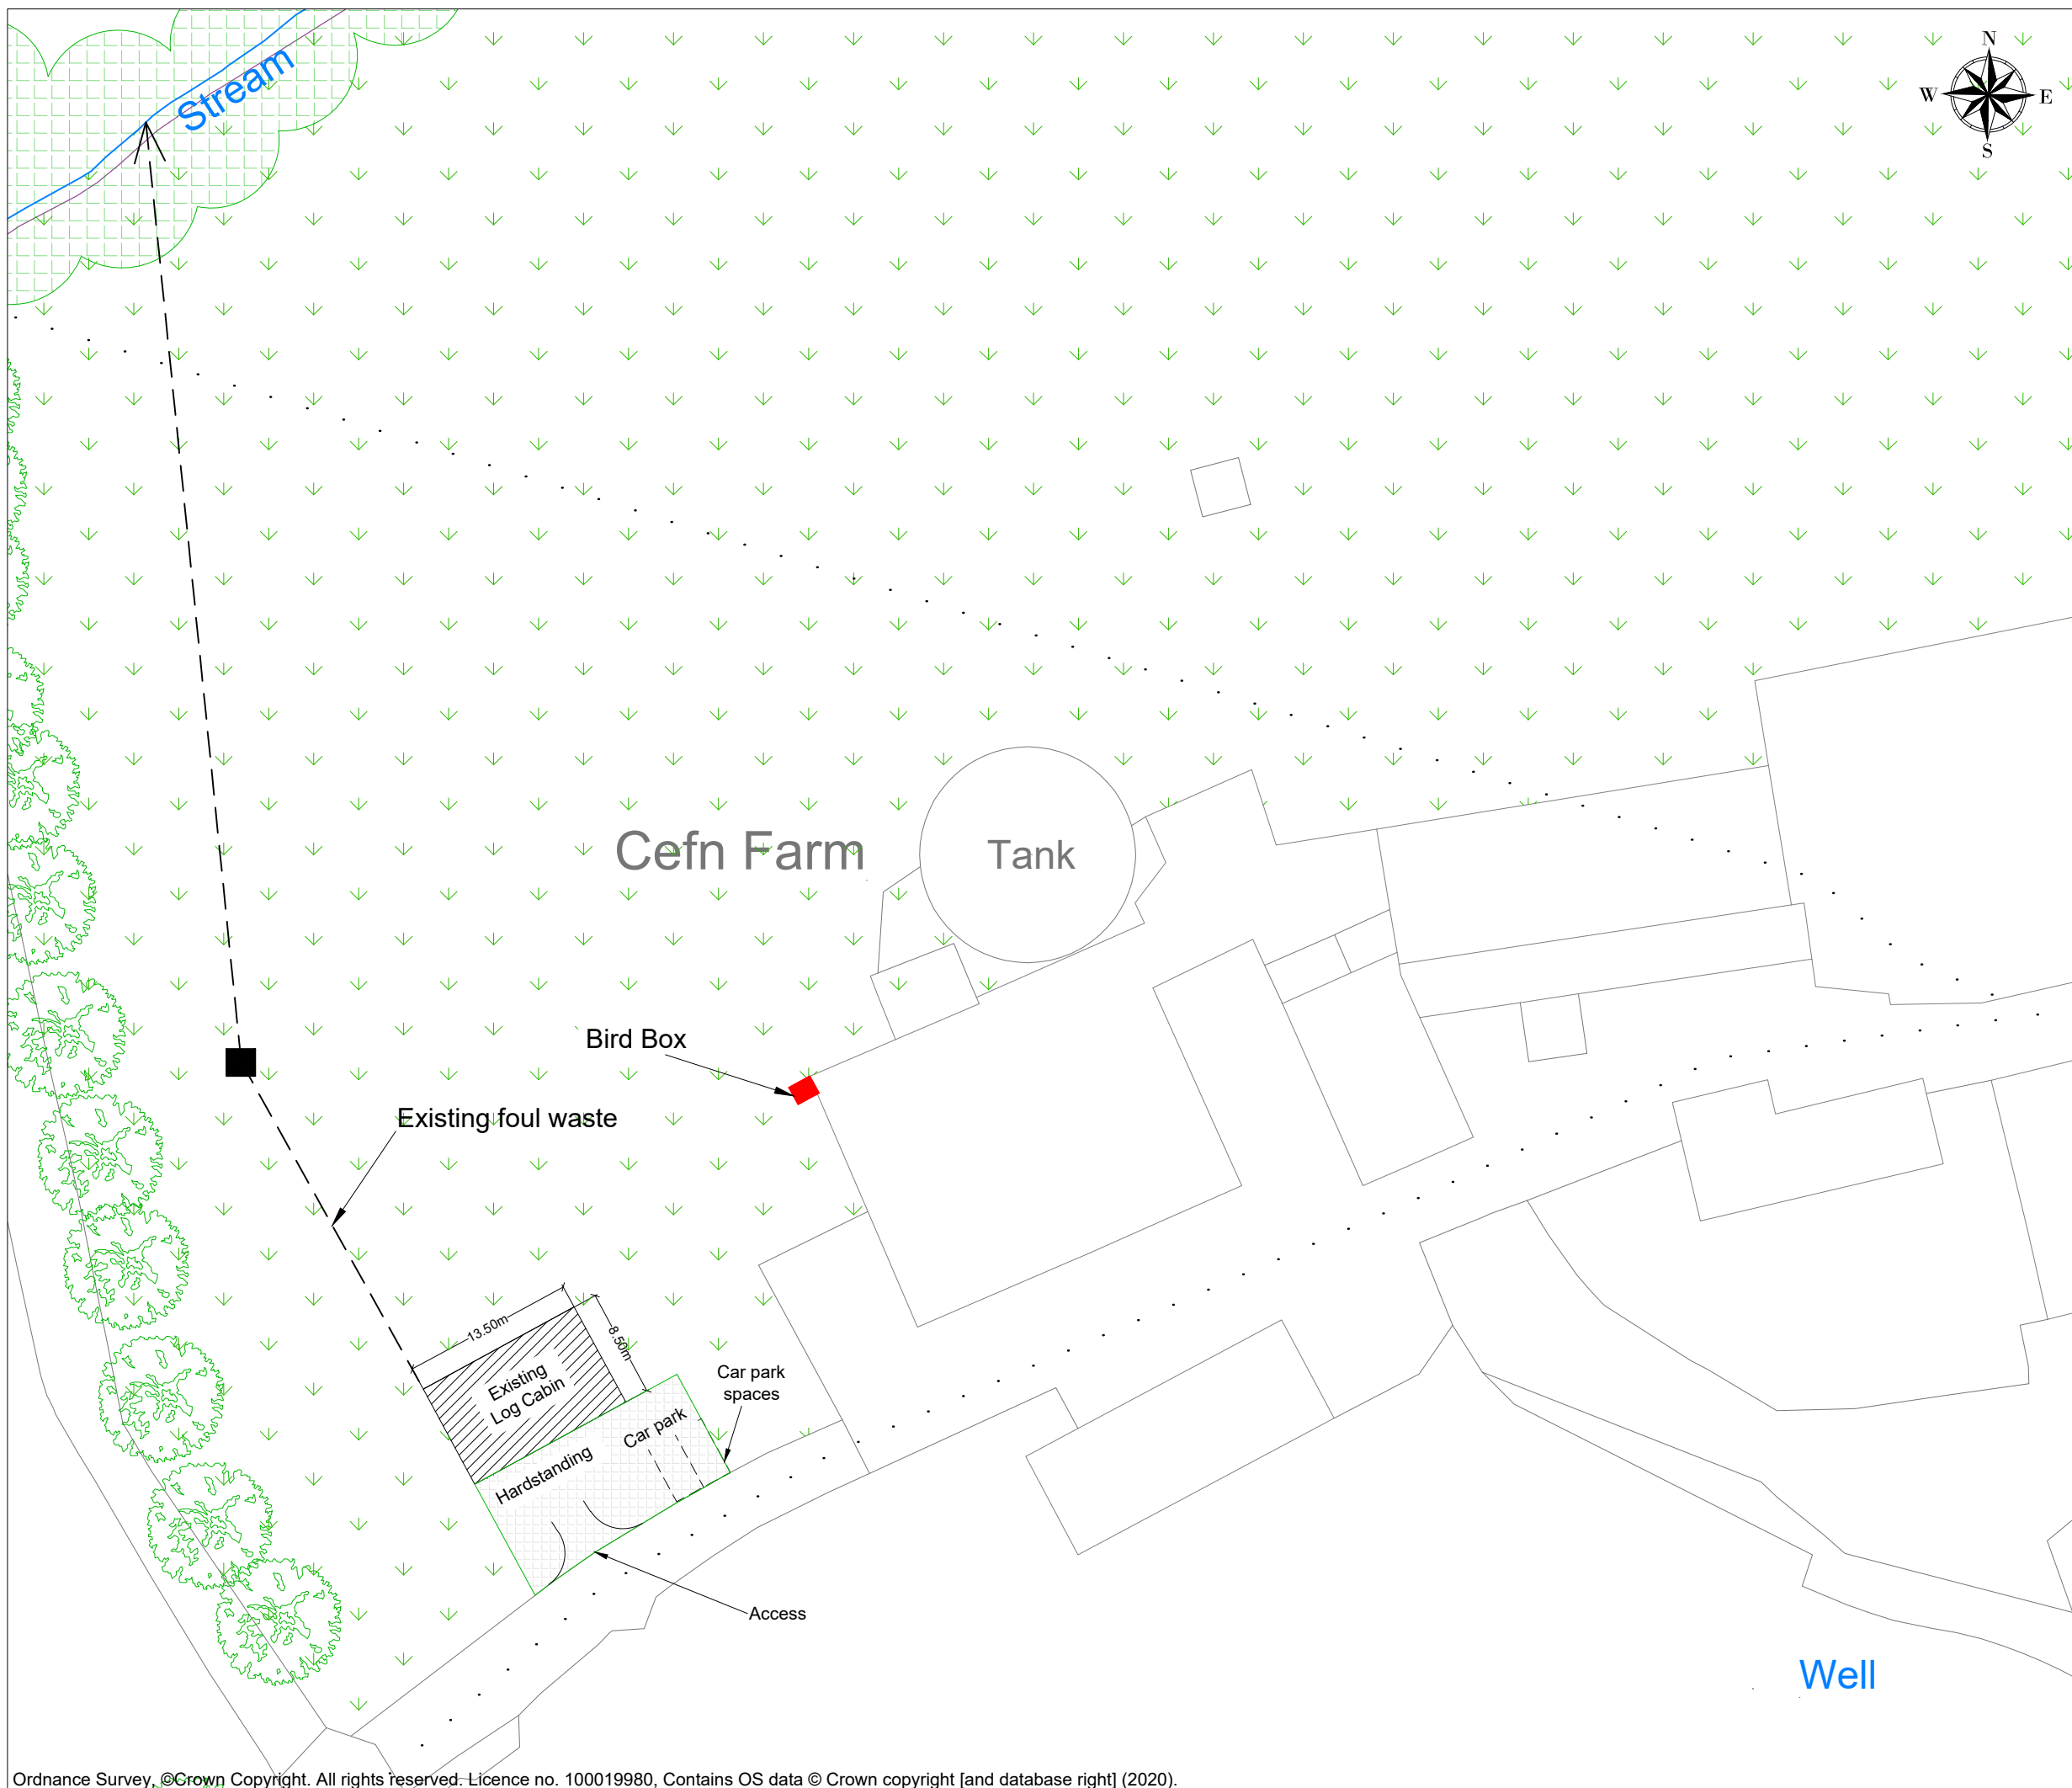 N
Stream
W
E
S
Cefn Farm
Tank
Bird Box
Existing foul waste
13.50m
8.50m
Existing
Log Cabin
Car park
spaces
Car park
Hardstanding
Access
Well
Ordnance Survey, ©Crown Copyright. All rights reserved. Licence no. 100019980, Contains OS data © Crown copyright [and database right] (2020).